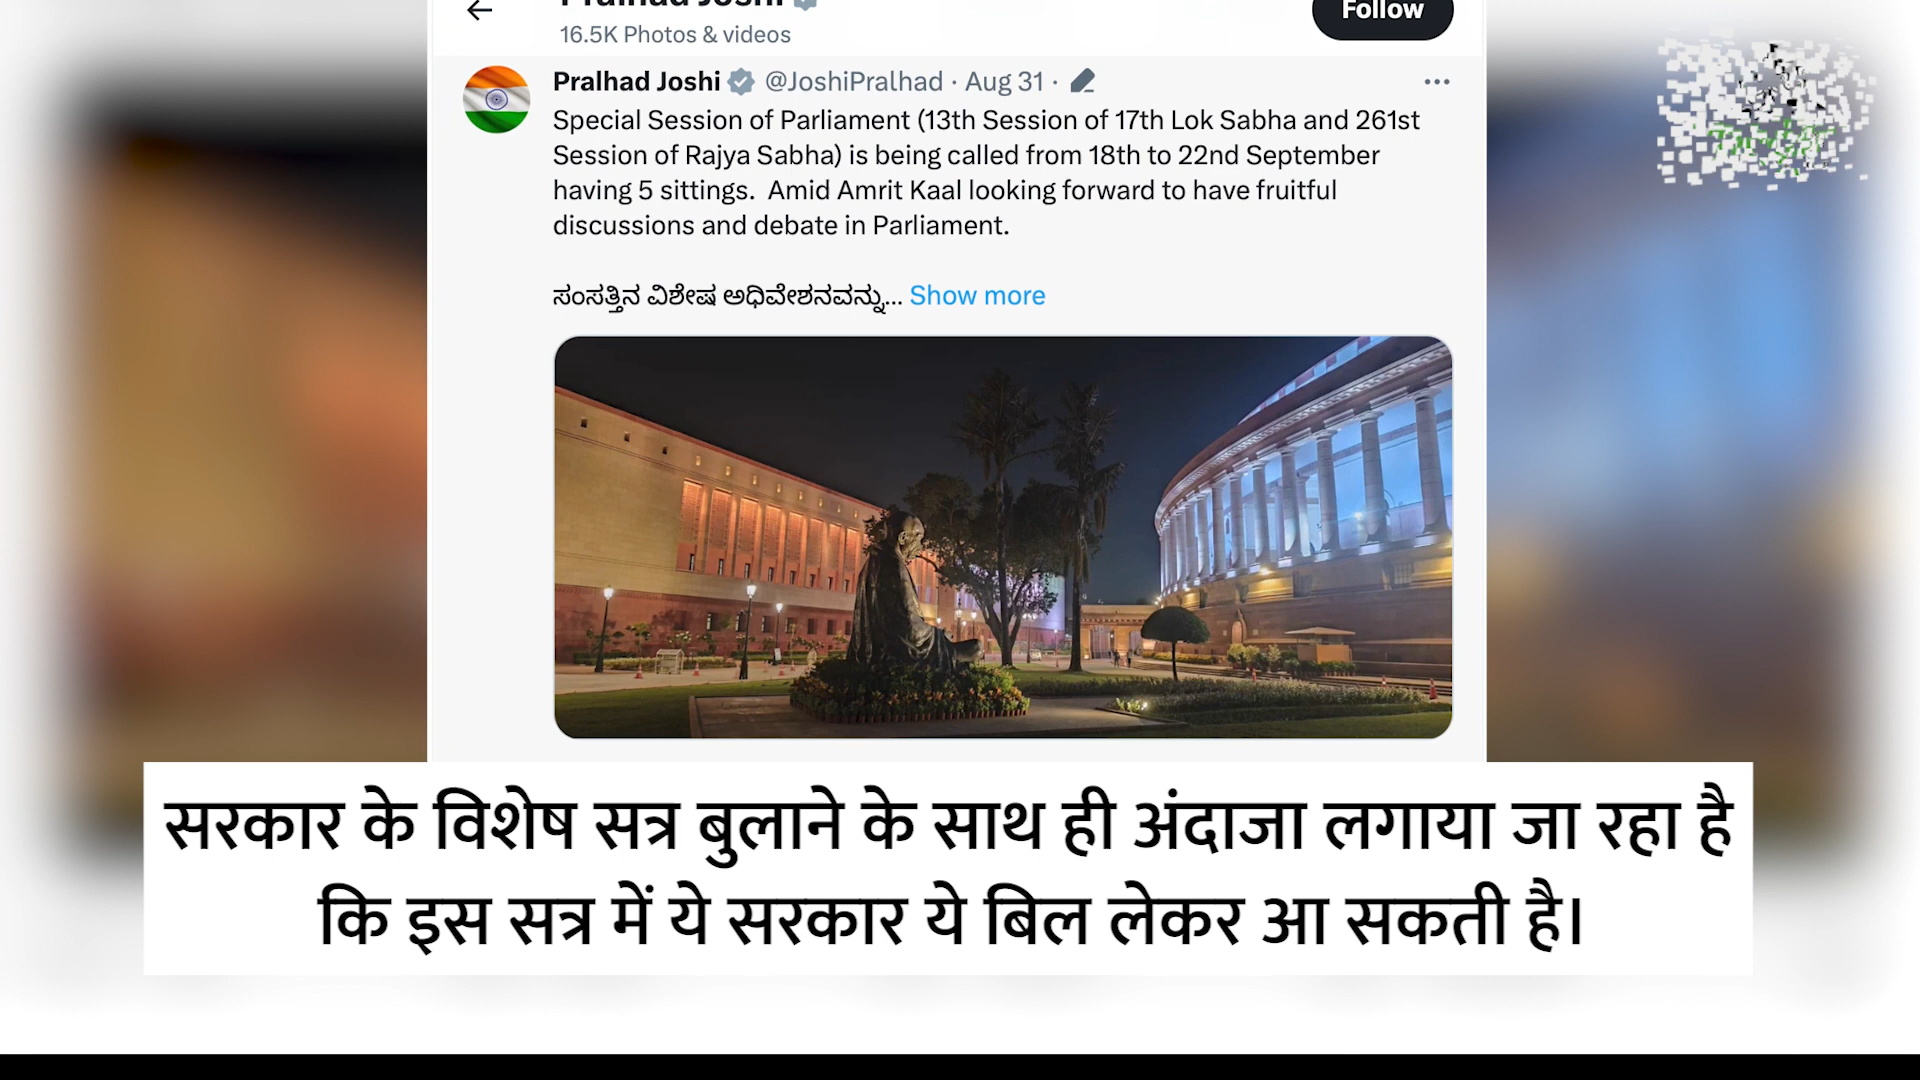 Pralhad Joshi
16.5K Photos & videos
Follow
Pralhad Joshi @JoshiPralhad · Aug 31 ·
Special Session of Parliament (13th Session of 17th Lok Sabha and 261st
Session of Rajya Sabha) is being called from 18th to 22nd September
having 5 sittings.  Amid Amrit Kaal looking forward to have fruitful
discussions and debate in Parliament.
ಸಂಸತ್ತಿನ ವಿಶೇಷ ಅಧಿವೇಶನವನ್ನು... Show more
सरकार के विशेष सत्र बुलाने के साथ ही अंदाजा लगाया जा रहा है
कि इस सत्र में ये सरकार ये बिल लेकर आ सकती है।